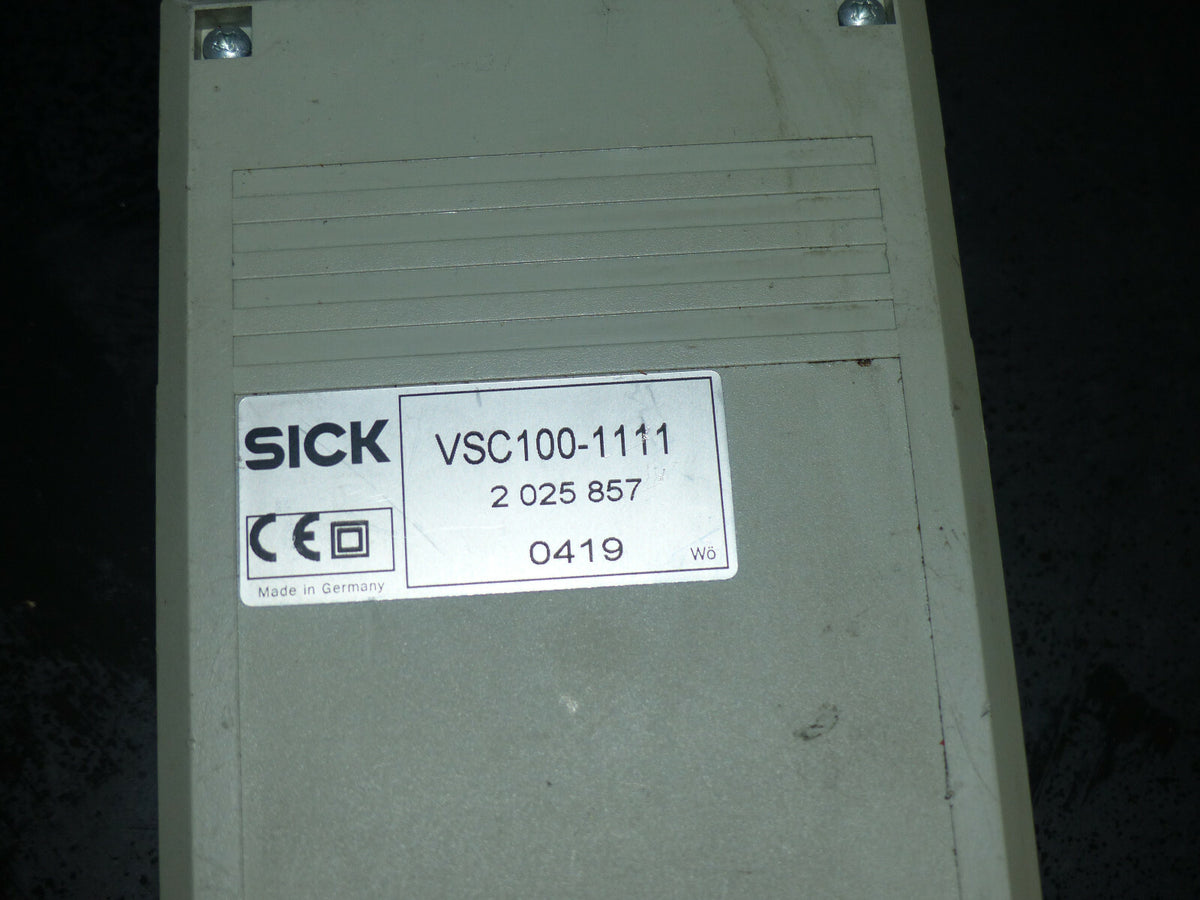 SICK
CE
Made in Germany
VSC100-1111
2 025 857
0419
Wö